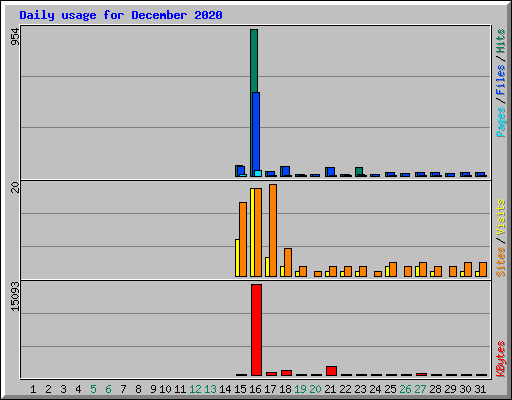 Daily usage for December 2020
954
Pages / Files / Hits
20
Sites / Visits
15093
KBytes
1 2 3 4 5 6 7 8 9 10 11 12 13 14 15 16 17 18 19 20 21 22 23 24 25 26 27 28 29 30 31